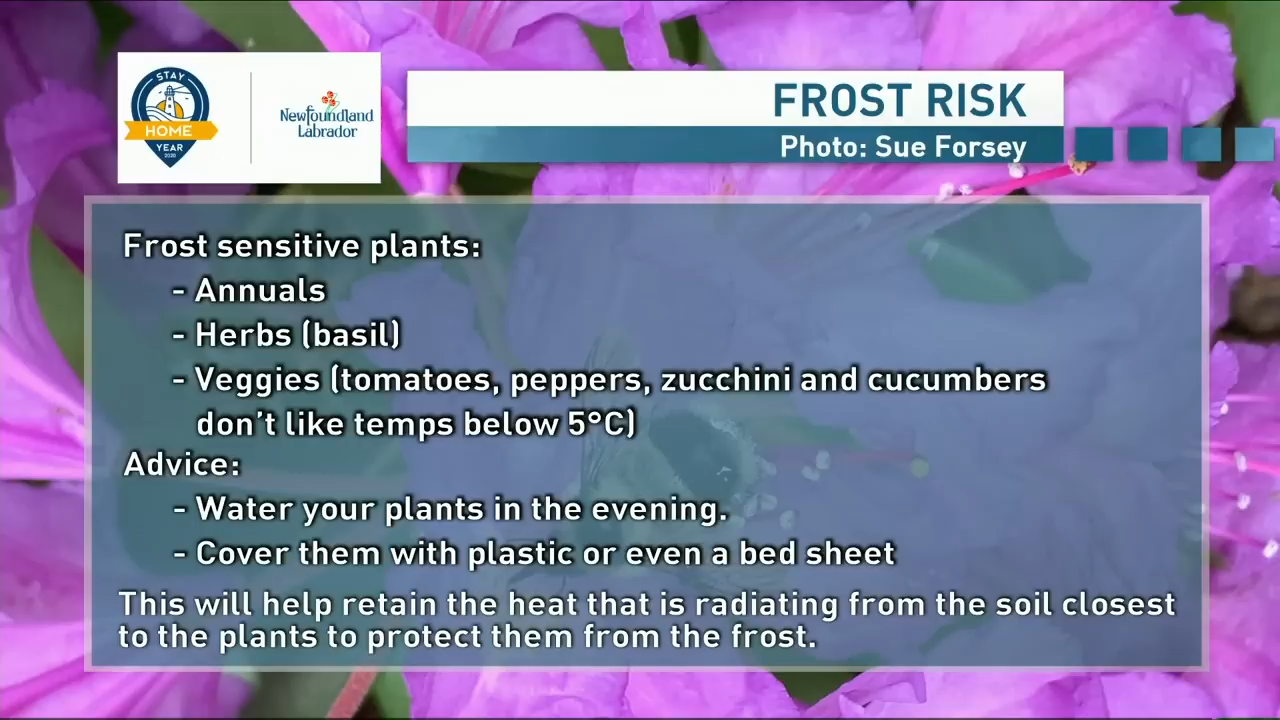 STAY
HOME
YEAR
2020
Newfoundland
Labrador
FROST RISK
Photo: Sue Forsey
Frost sensitive plants:
- Annuals
- Herbs (basil)
- Veggies (tomatoes, peppers, zucchini and cucumbers
don't like temps below 5°C)
Advice:
- Water your plants in the evening.
- Cover them with plastic or even a bed sheet
This will help retain the heat that is radiating from the soil closest
to the plants to protect them from the frost.